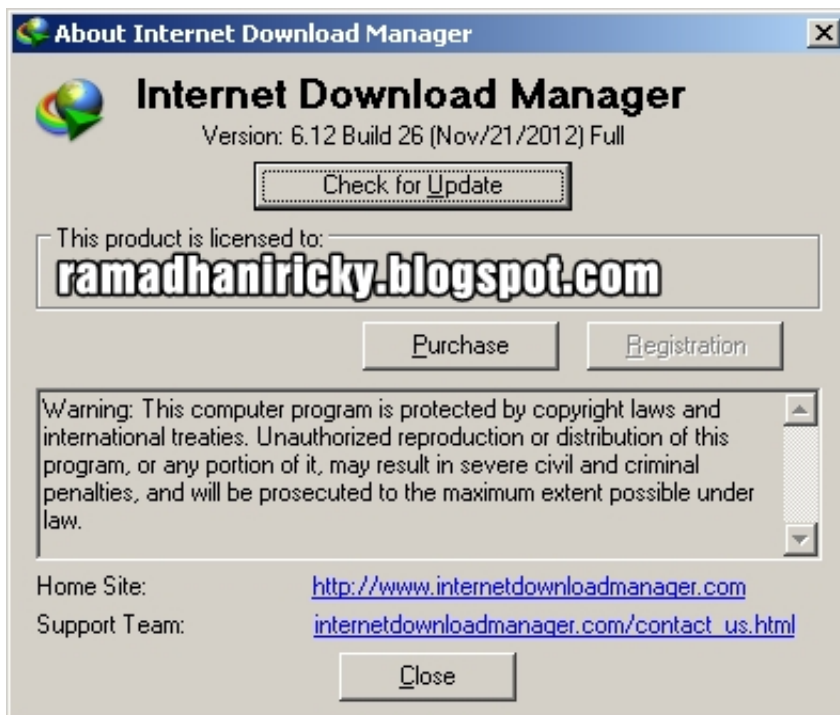 About Internet Download Manager
Internet Download Manager
Version: 6.12 Build 26 (Nov/21/2012) Full
Check for Update
This product is licensed to:
ramadhaniricky.blogspot.com
Purchase
Registration
Warning: This computer program is protected by copyright laws and
international treaties. Unauthorized reproduction or distribution of this
program, or any portion of it, may result in severe civil and criminal
penalties, and will be prosecuted to the maximum extent possible under
law.
Home Site: http://www.internetdownloadmanager.com
Support Team: internetdownloadmanager.com/contact_us.html
Close